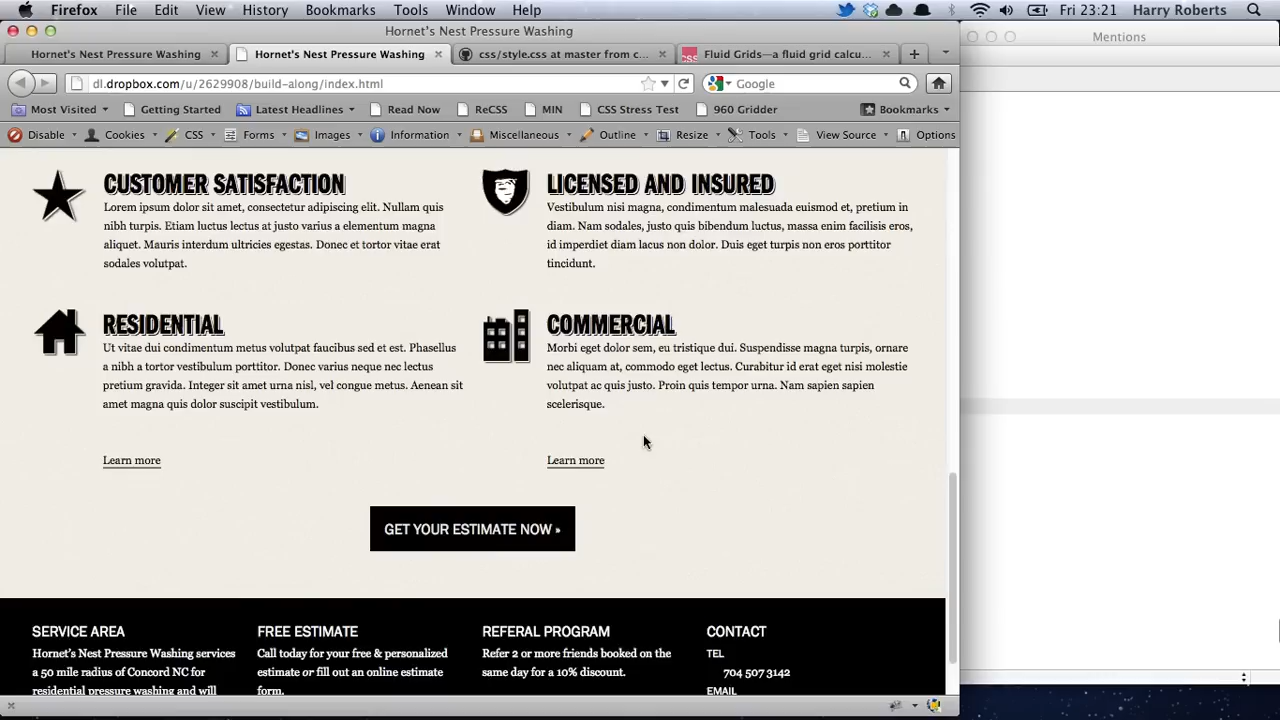 Firefox File Edit View History Bookmarks Tools Window Help Fri 23:21 Harry Roberts
Hornet's Nest Pressure Washing
Mentions
Hornet's Nest Pressure Washing Hornet's Nest Pressure Washing css/style.css at master from c... Fluid Grids—a fluid grid calcu...
dl.dropbox.com/u/2629908/build-along/index.html Google
Most Visited Getting Started Latest Headlines Read Now ReCSS MIN CSS Stress Test 960 Gridder Bookmarks
Disable Cookies CSS Forms Images Information Miscellaneous Outline Resize Tools View Source Options
CUSTOMER SATISFACTION
Lorem ipsum dolor sit amet, consectetur adipiscing elit. Nullam quis
nibh turpis. Etiam luctus lectus at justo varius a elementum magna
aliquet. Mauris interdum ultricies egestas. Donec et tortor vitae erat
sodales volutpat.
LICENSED AND INSURED
Vestibulum nisi magna, condimentum malesuada euismod et, pretium in
diam. Nam sodales, justo quis bibendum luctus, massa enim facilisis eros,
id imperdiet diam lacus non dolor. Duis eget turpis non eros porttitor
tincidunt.
RESIDENTIAL
Ut vitae dui condimentum metus volutpat faucibus sed et est. Phasellus
a nibh a tortor vestibulum porttitor. Donec varius neque nec lectus
pretium gravida. Integer sit amet urna nisl, vel congue metus. Aenean sit
amet magna quis dolor suscipit vestibulum.
Learn more
COMMERCIAL
Morbi eget dolor sem, eu tristique dui. Suspendisse magna turpis, ornare
nec aliquam at, commodo eget lectus. Curabitur id erat eget nisi molestie
volutpat ac quis justo. Proin quis tempor urna. Nam sapien sapien
scelerisque.
Learn more
GET YOUR ESTIMATE NOW »
SERVICE AREA
Hornet's Nest Pressure Washing services
a 50 mile radius of Concord NC for
residential pressure washing and will
FREE ESTIMATE
Call today for your free & personalized
estimate or fill out an online estimate
form.
REFERAL PROGRAM
Refer 2 or more friends booked on the
same day for a 10% discount.
CONTACT
TEL
704 507 3142
EMAIL